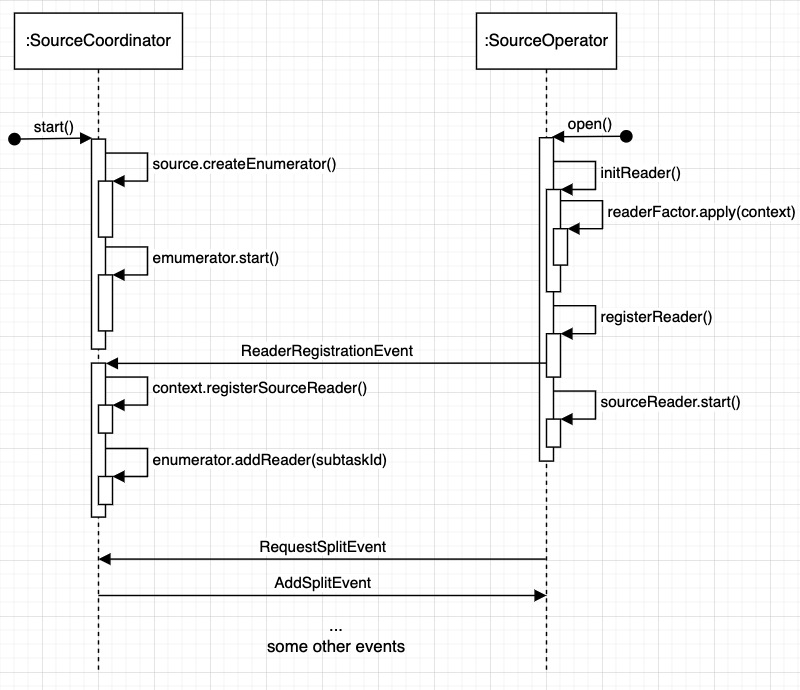 :SourceCoordinator
:SourceOperator
start()
open()
source.createEnumerator()
initReader()
readerFactor.apply(context)
emumerator.start()
registerReader()
ReaderRegistrationEvent
context.registerSourceReader()
sourceReader.start()
enumerator.addReader(subtaskId)
RequestSplitEvent
AddSplitEvent
...
some other events